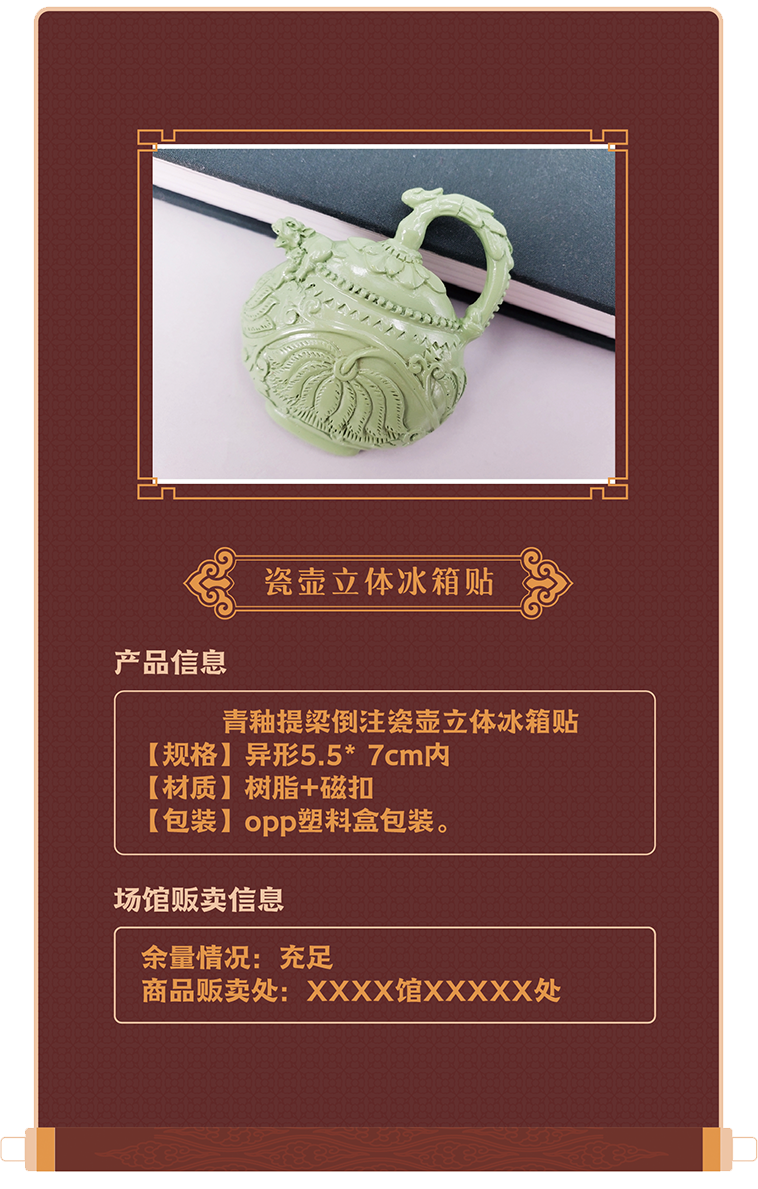 瓷壶立体冰箱贴
产品信息
青釉提梁倒注瓷壶立体冰箱贴
【规格】异形5.5* 7cm内
【材质】树脂+磁扣
【包装】opp塑料盒包装。
场馆贩卖信息
余量情况：充足
商品贩卖处：XXXX馆XXXXX处